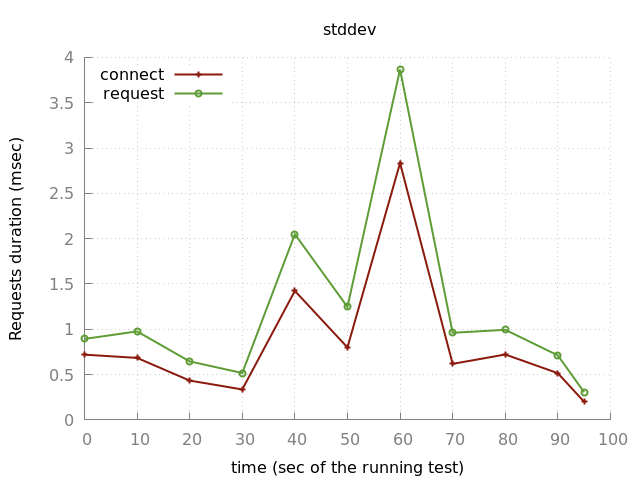 stddev
connect
request
4
3.5
3
2.5
2
1.5
1
0.5
0
Requests duration (msec)
0 10 20 30 40 50 60 70 80 90 100
time (sec of the running test)